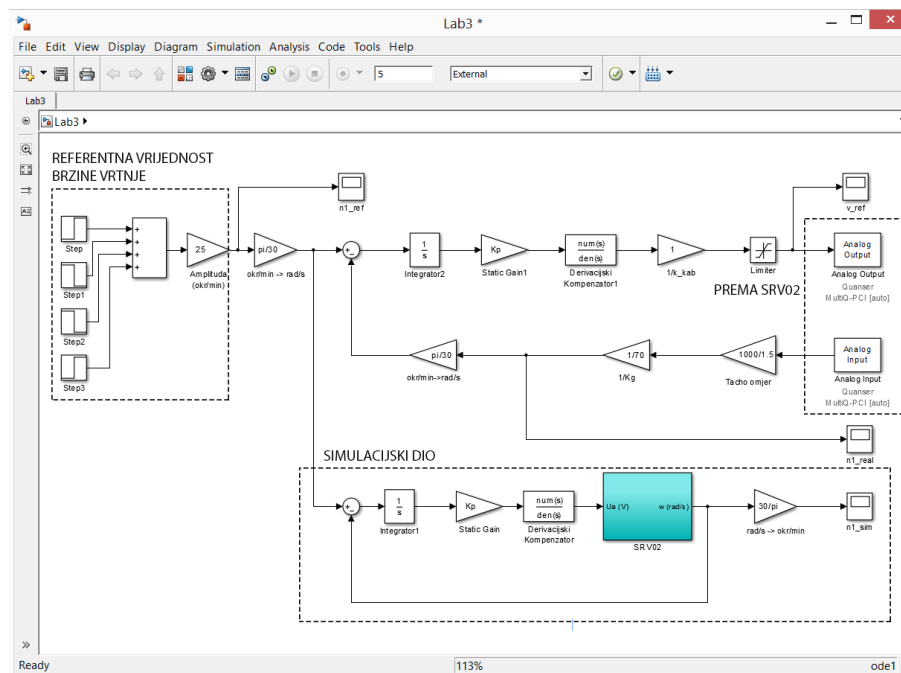 Lab3 *
File Edit View Display Diagram Simulation Analysis Code Tools Help
5
External
Lab3
Lab3
REFERENTNA VRIJEDNOST
BRZINE VRTNJE
Step
Step1
Step2
Step3
+
+
+
+
25
Amplituda
(okr/min)
n1_ref
pi/30
okr/min -> rad/s
+
-
1
s
Integrator2
Kp
Static Gain1
num(s)
den(s)
Derivacijski
Kompenzator1
1
1/k_kab
Limiter
v_ref
PREMA SRV02
Analog
Output
Analog Output
Quanser
MultiQ-PCI [auto]
pi/30
okr/min->rad/s
1/70
1/Kg
1000/1.5
Tacho omjer
Analog
Input
Analog Input
Quanser
MultiQ-PCI [auto]
n1_real
SIMULACIJSKI DIO
+
-
1
s
Integrator1
Kp
Static Gain
num(s)
den(s)
Derivacijski
Kompenzator
Ua (V)
w (rad/s)
SRV02
30/pi
rad/s -> okr/min
n1_sim
Ready
113%
ode1